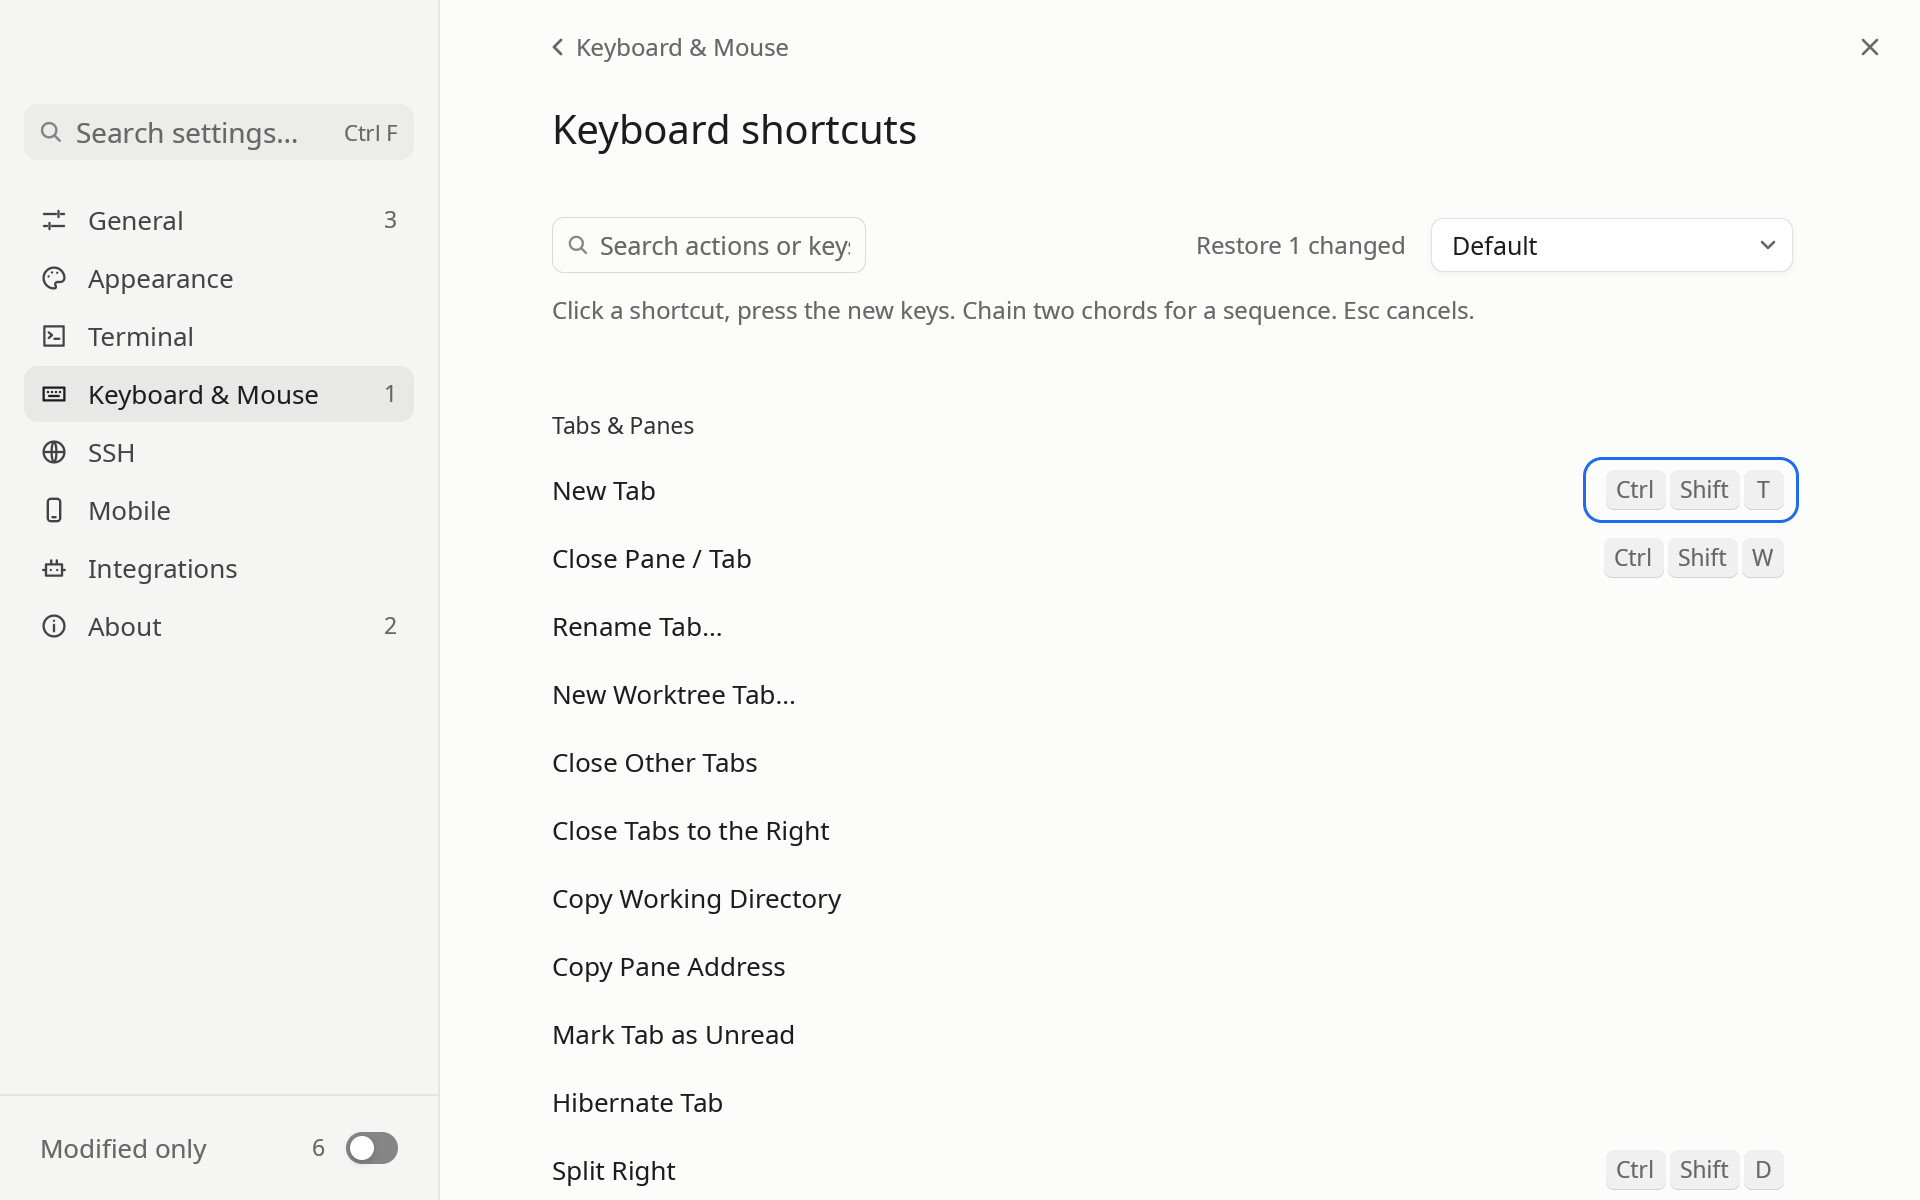 Keyboard & Mouse
Keyboard shortcuts
Search settings... Ctrl F
General 3
Appearance
Terminal
Keyboard & Mouse 1
SSH
Mobile
Integrations
About 2
Modified only 6
Search actions or keys
Restore 1 changed
Default
Click a shortcut, press the new keys. Chain two chords for a sequence. Esc cancels.
Tabs & Panes
New Tab Ctrl Shift T
Close Pane / Tab Ctrl Shift W
Rename Tab...
New Worktree Tab...
Close Other Tabs
Close Tabs to the Right
Copy Working Directory
Copy Pane Address
Mark Tab as Unread
Hibernate Tab
Split Right Ctrl Shift D